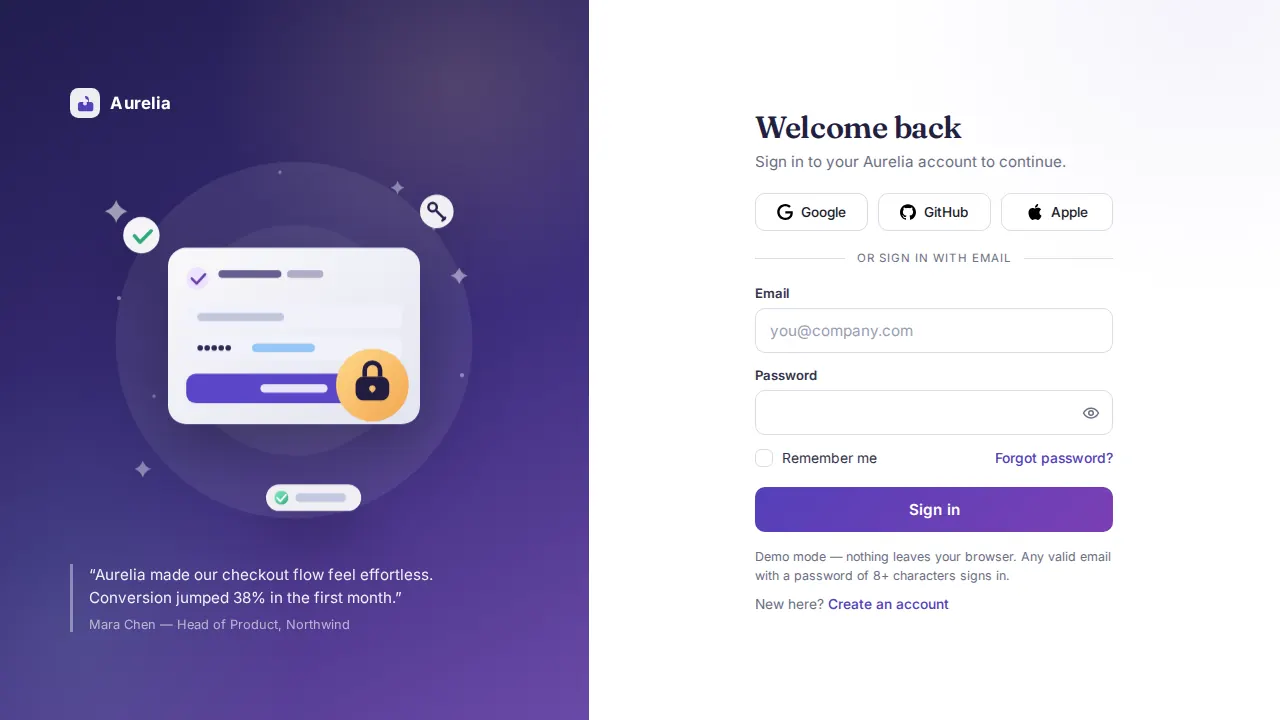 Aurelia
“Aurelia made our checkout flow feel effortless.
Conversion jumped 38% in the first month.”
Mara Chen — Head of Product, Northwind
Welcome back
Sign in to your Aurelia account to continue.
Google
GitHub
Apple
OR SIGN IN WITH EMAIL
Email
you@company.com
Password
Remember me
Forgot password?
Sign in
Demo mode — nothing leaves your browser. Any valid email
with a password of 8+ characters signs in.
New here? Create an account